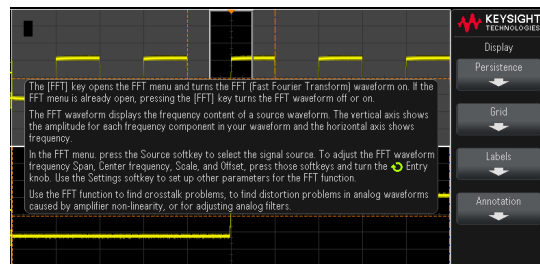 KEYSIGHT
TECHNOLOGIES
Display
Persistence
Grid
Labels
Annotation
The [FFT] key opens the FFT menu and turns the FFT (Fast Fourier Transform) waveform on. If the
FFT menu is already open, pressing the [FFT] key turns the FFT waveform off or on.
The FFT waveform displays the frequency content of a source waveform. The vertical axis shows
the amplitude for each frequency component in your waveform and the horizontal axis shows
frequency.
In the FFT menu. press the Source softkey to select the signal source. To adjust the FFT waveform
frequency Span, Center frequency, Scale, and Offset, press those softkeys and turn the Entry
knob. Use the Settings softkey to set up other parameters for the FFT function.
Use the FFT function to find crosstalk problems, to find distortion problems in analog waveforms
caused by amplifier non-linearity, or for adjusting analog filters.